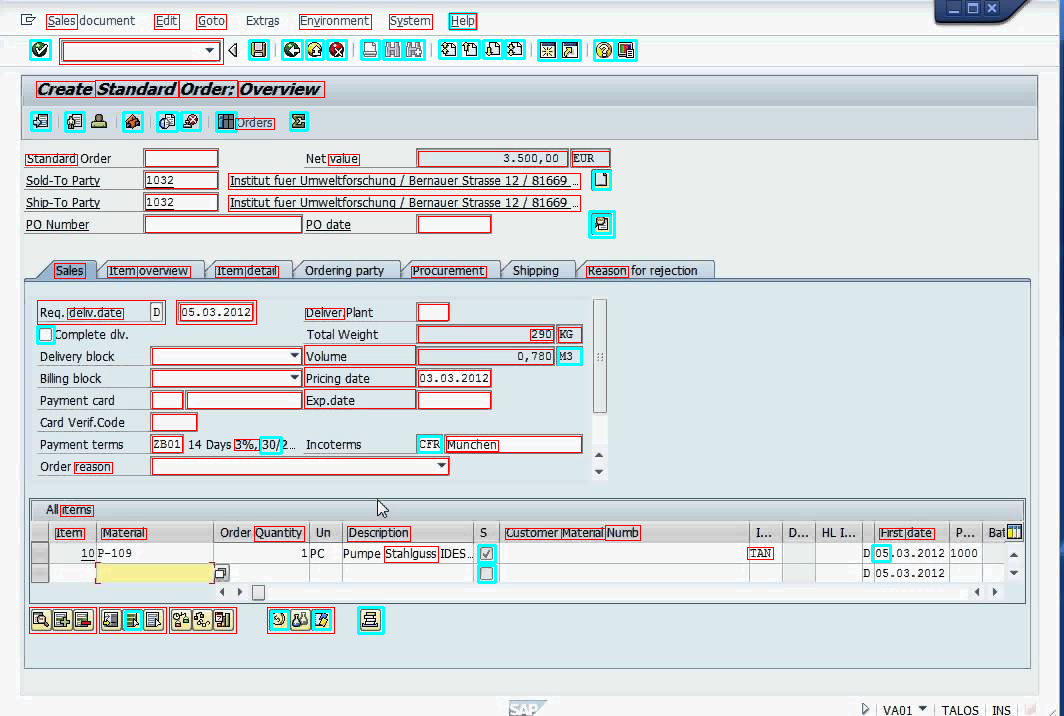 Sales document Edit Goto Extras Environment System Help
Create Standard Order: Overview
Orders
Standard Order Net value 3.500,00 EUR
Sold-To Party 1032 Institut fuer Umweltforschung / Bernauer Strasse 12 / 81669 ...
Ship-To Party 1032 Institut fuer Umweltforschung / Bernauer Strasse 12 / 81669 ...
PO Number PO date
Sales Item overview Item detail Ordering party Procurement Shipping Reason for rejection
Req. deliv.date D 05.03.2012 Deliver.Plant
Complete dlv. Total Weight 290 KG
Delivery block Volume 0,780 M3
Billing block Pricing date 03.03.2012
Payment card Exp.date
Card Verif.Code
Payment terms ZB01 14 Days 3%, 30/2... Incoterms CFR München
Order reason
All items
Item Material Order Quantity Un Description S Customer Material Numb I... D... HL I... First date P... Bat
10 P-109 1 PC Pumpe Stahlguss IDES... TAN D 05.03.2012 1000
D 05.03.2012
SAP
VA01 TALOS INS